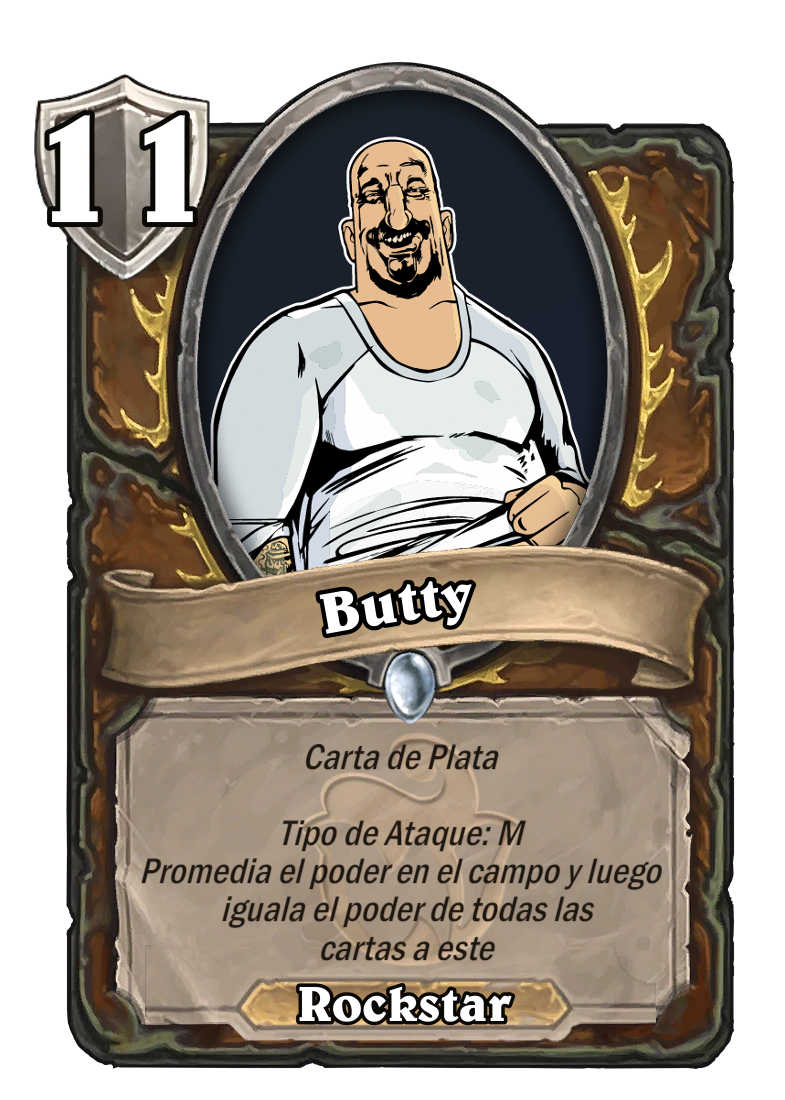 11
Butty
Carta de Plata
Tipo de Ataque: M
Promedia el poder en el campo y luego
iguala el poder de todas las
cartas a este
Rockstar